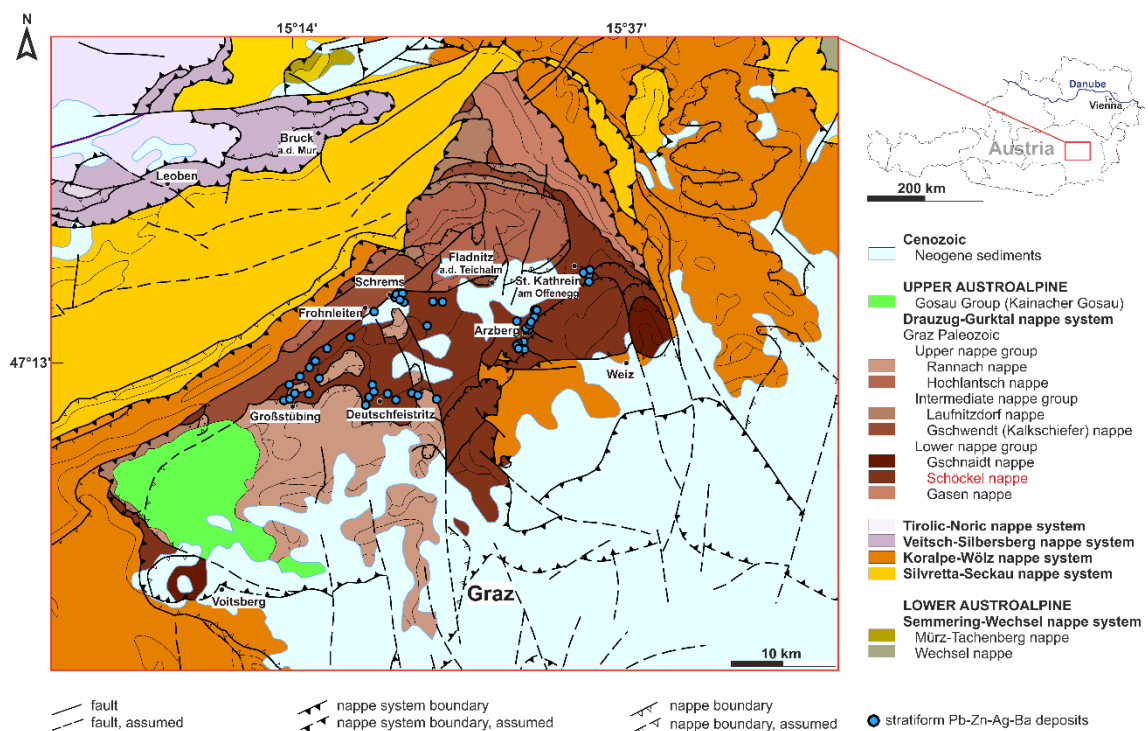 N
15°14'
15°37'
47°13'
Bruck
a.d. Mur
Leoben
Fladnitz
a.d. Teichalm
St. Kathrein
am Offenegg
Schrems
Frohnleiten
Arzberg
Weiz
Großstübing
Deutschfeistritz
Voitsberg
Graz
10 km
Danube
Vienna
Austria
200 km
Cenozoic
Neogene sediments
UPPER AUSTROALPINE
Gosau Group (Kainacher Gosau)
Drauzug-Gurktal nappe system
Graz Paleozoic
Upper nappe group
Rannach nappe
Hochlantsch nappe
Intermediate nappe group
Laufnitzdorf nappe
Gschwendt (Kalkschiefer) nappe
Lower nappe group
Gschnaidt nappe
Schöckel nappe
Gasen nappe
Tirolic-Noric nappe system
Veitsch-Silbersberg nappe system
Koralpe-Wölz nappe system
Silvretta-Seckau nappe system
LOWER AUSTROALPINE
Semmering-Wechsel nappe system
Mürz-Tachenberg nappe
Wechsel nappe
fault
fault, assumed
nappe system boundary
nappe system boundary, assumed
nappe boundary
nappe boundary, assumed
stratiform Pb-Zn-Ag-Ba deposits